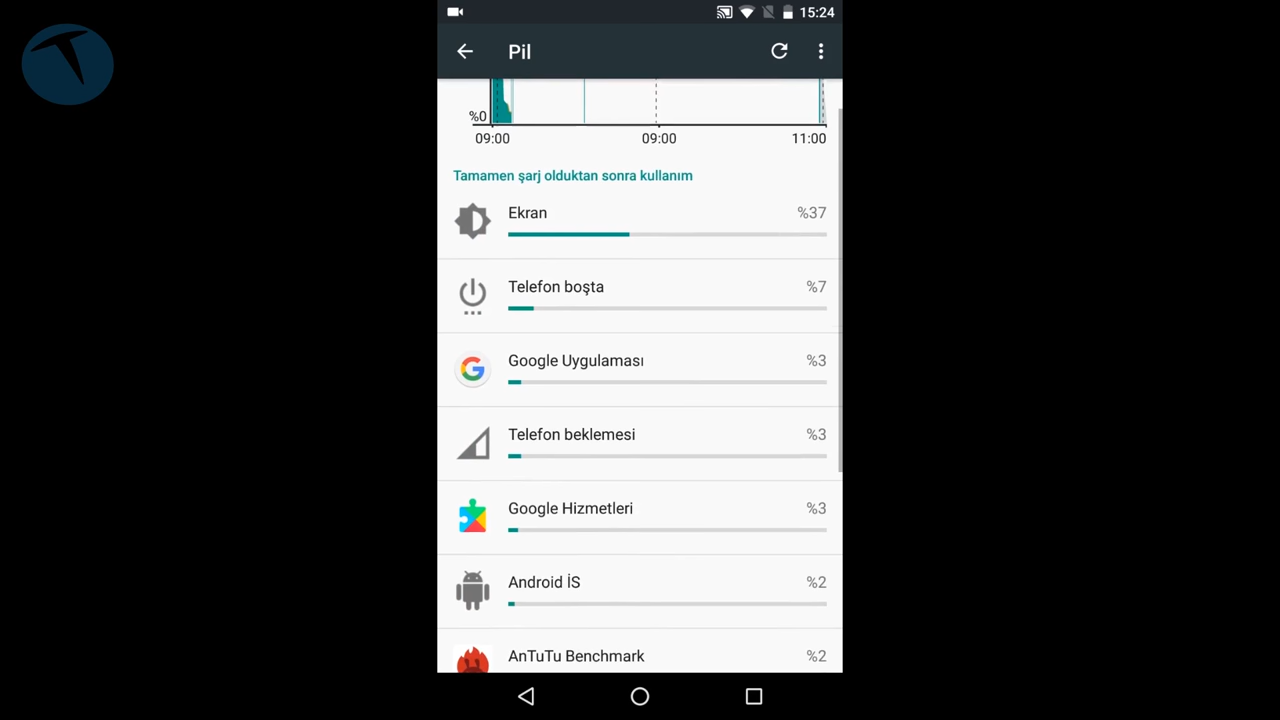 15:24
Pil
%0
09:00 09:00 11:00
Tamamen şarj olduktan sonra kullanım
Ekran %37
Telefon boşta %7
Google Uygulaması %3
Telefon beklemesi %3
Google Hizmetleri %3
Android İS %2
AnTuTu Benchmark %2